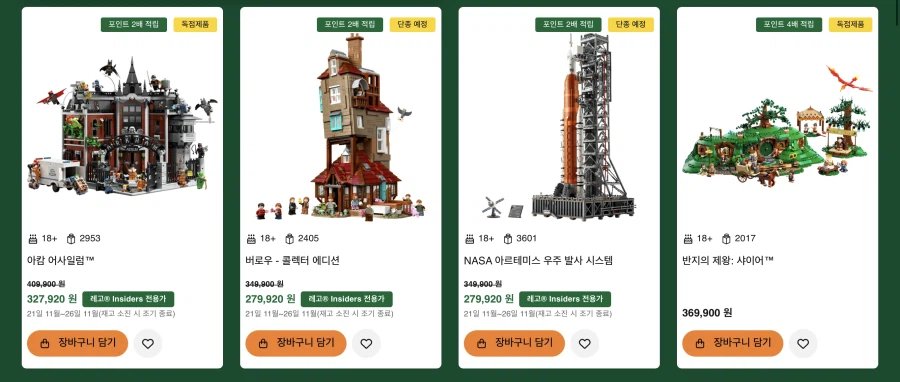 포인트 2배 적립 독점제품
18+ 2953
아캄 어사일럼™
409,900 원
327,920 원 레고® Insiders 전용가
21일 11월~26일 11월(재고 소진 시 조기 종료)
장바구니 담기
포인트 2배 적립 단종 예정
18+ 2405
버로우 - 콜렉터 에디션
349,900 원
279,920 원 레고® Insiders 전용가
21일 11월~26일 11월(재고 소진 시 조기 종료)
장바구니 담기
포인트 2배 적립 단종 예정
18+ 3601
NASA 아르테미스 우주 발사 시스템
349,900 원
279,920 원 레고® Insiders 전용가
21일 11월~26일 11월(재고 소진 시 조기 종료)
장바구니 담기
포인트 4배 적립 독점제품
18+ 2017
반지의 제왕: 샤이어™
369,900 원
장바구니 담기